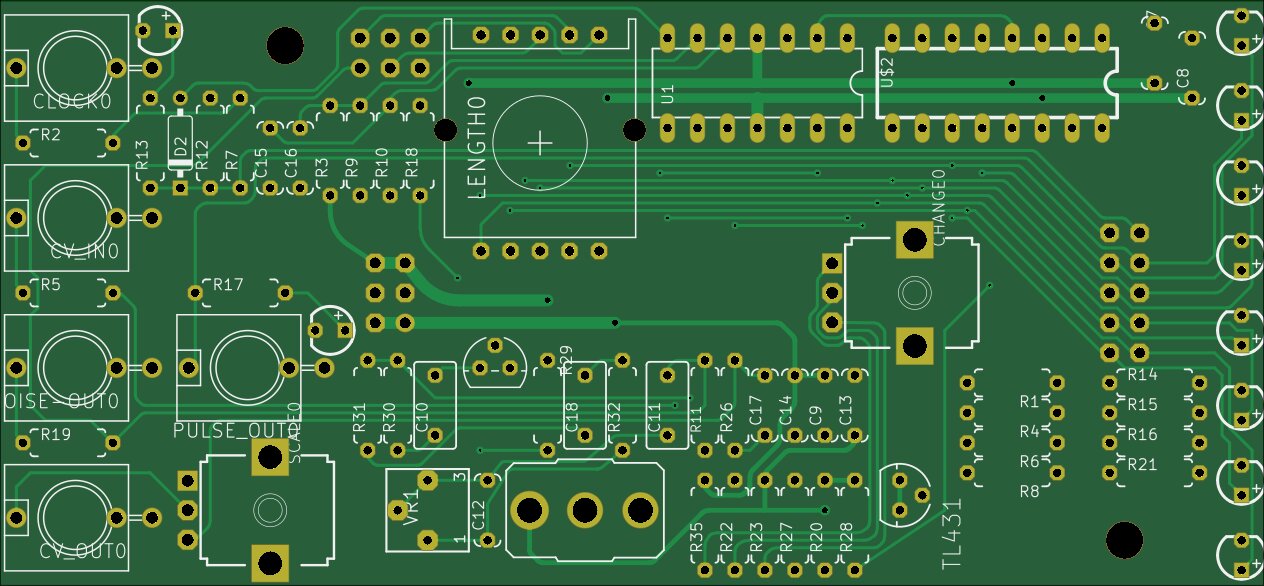 CLOCK0
R2
R13
D2
R12
R7
C15
C16
R3
R9
R10
R18
LENGTH0
U1
U$2
C8
CV_IN0
R5
R17
CHANGE0
OISE-OUT0
R19
PULSE_OUT0
SCALE0
R31
R30
C10
R29
C18
R32
C11
R11
R26
C17
C14
C9
C13
R1
R4
R6
R8
R14
R15
R16
R21
CV_OUT0
VR1
3
1
C12
R35
R22
R23
R27
R20
R28
TL431